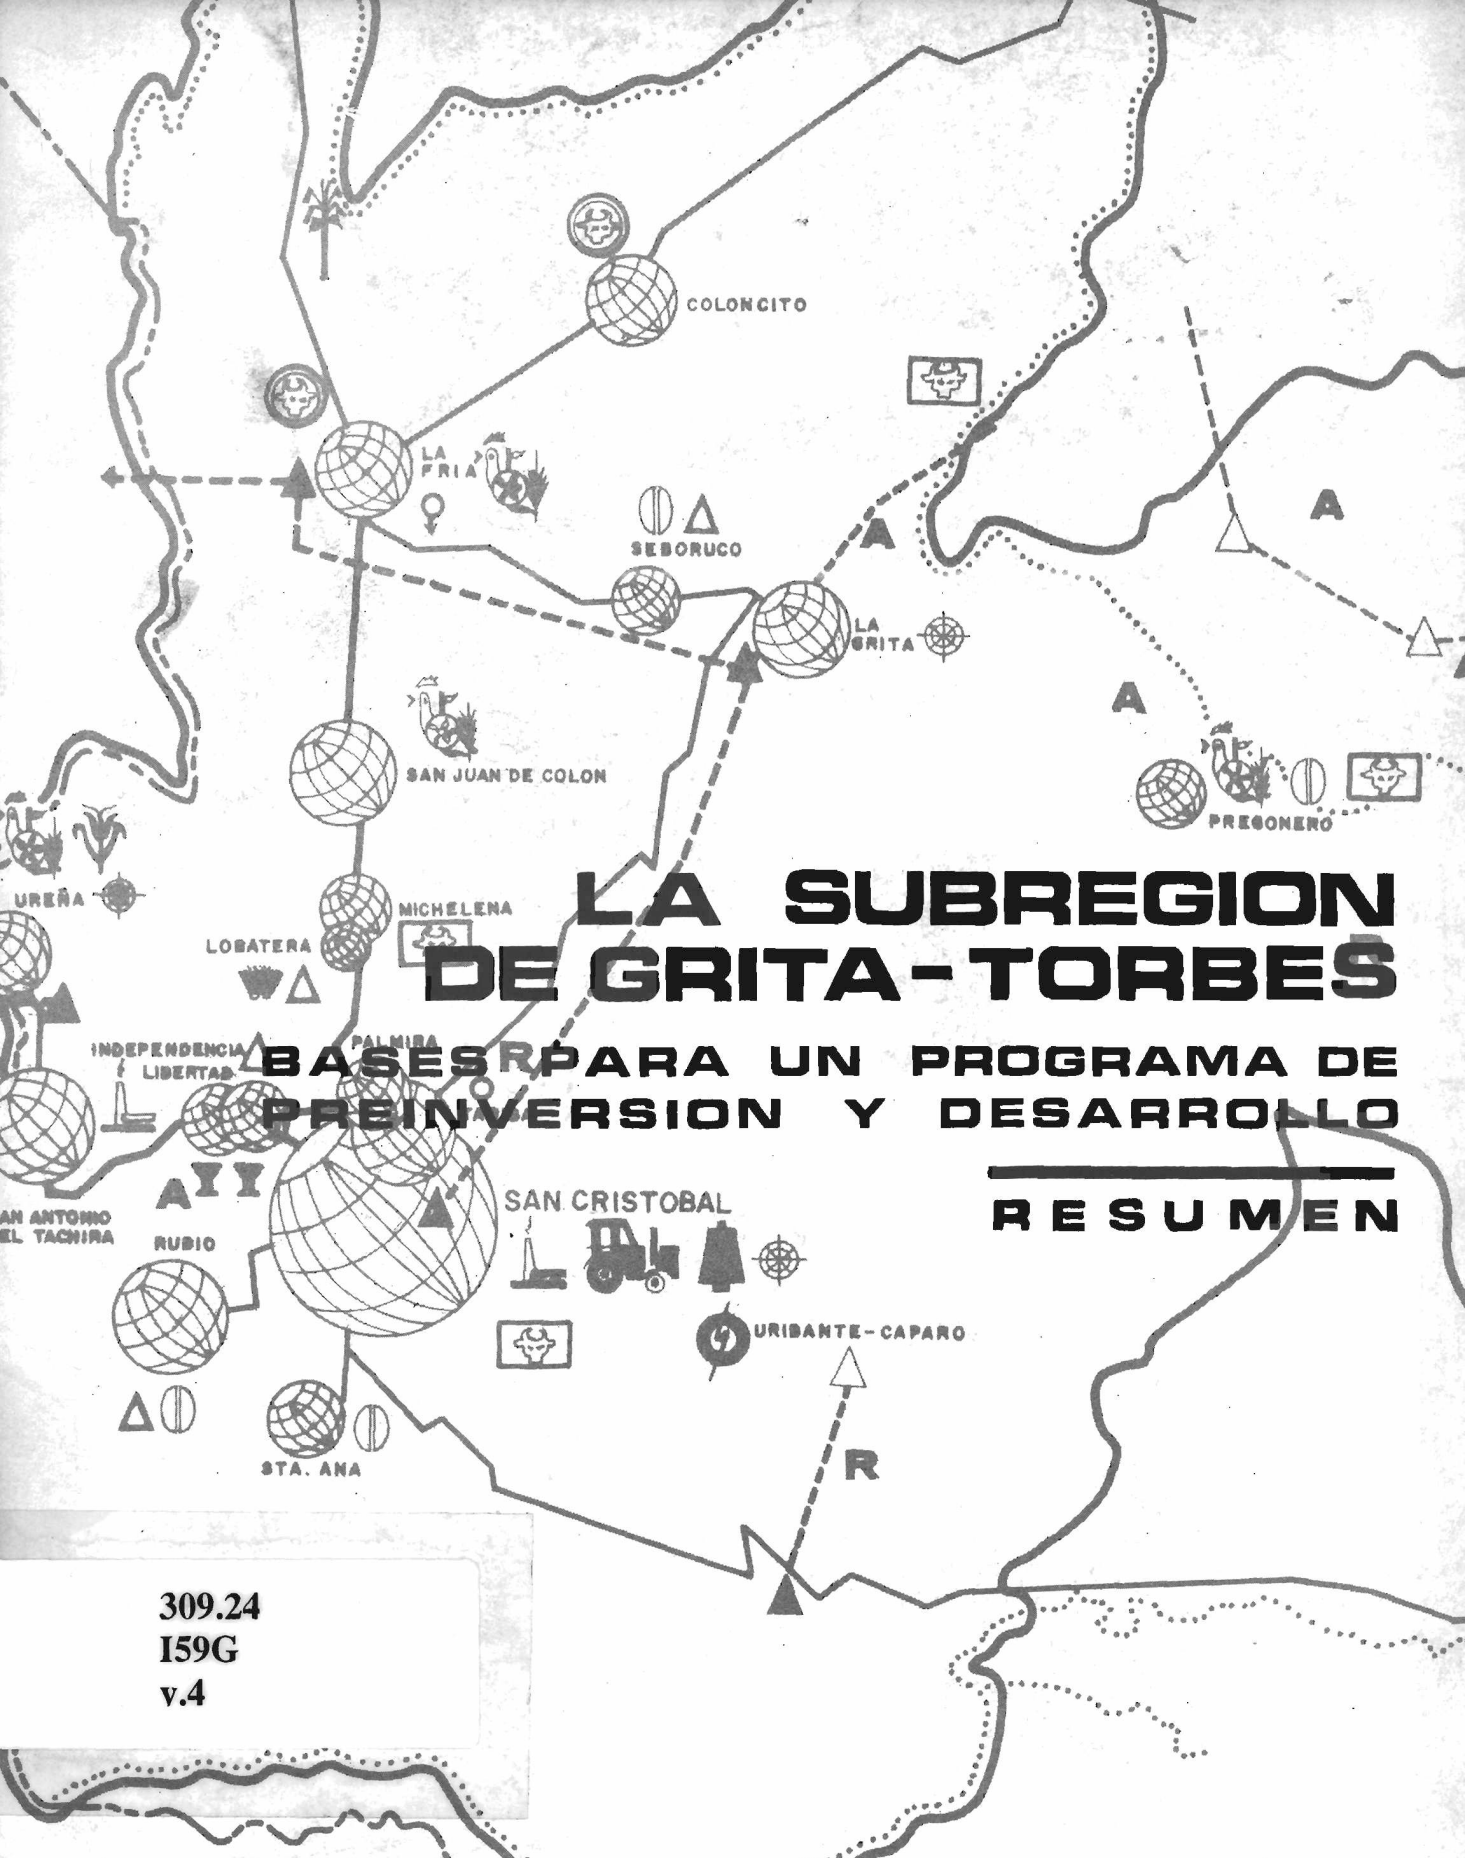 COLONCITO
LA
FRIA
SEBORUCO
A
A
LA
GRITA
A
SAN JUAN DE COLON
PREGONERO
UREÑA
MICHELENA
LOBATERA
LA SUBREGION
DE GRITA-TORBES
PALMIRA
INDEPENDENCIA
LIBERTAD
R
BASES PARA UN PROGRAMA DE
PREINVERSION Y DESARROLLO
A
RESUMEN
SAN CRISTOBAL
AN ANTONIO
EL TACHIRA
RUBIO
URIBANTE-CAPARO
R
STA. ANA
309.24
I59G
v.4